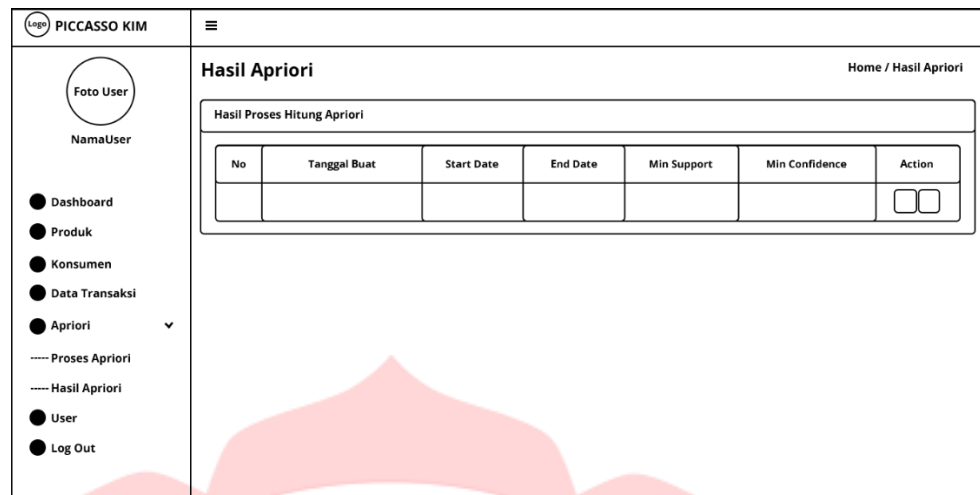 Logo PICCASSO KIM
Foto User
NamaUser
Dashboard
Produk
Konsumen
Data Transaksi
Apriori
----- Proses Apriori
----- Hasil Apriori
User
Log Out
Hasil Apriori
Home / Hasil Apriori
Hasil Proses Hitung Apriori
No Tanggal Buat Start Date End Date Min Support Min Confidence Action